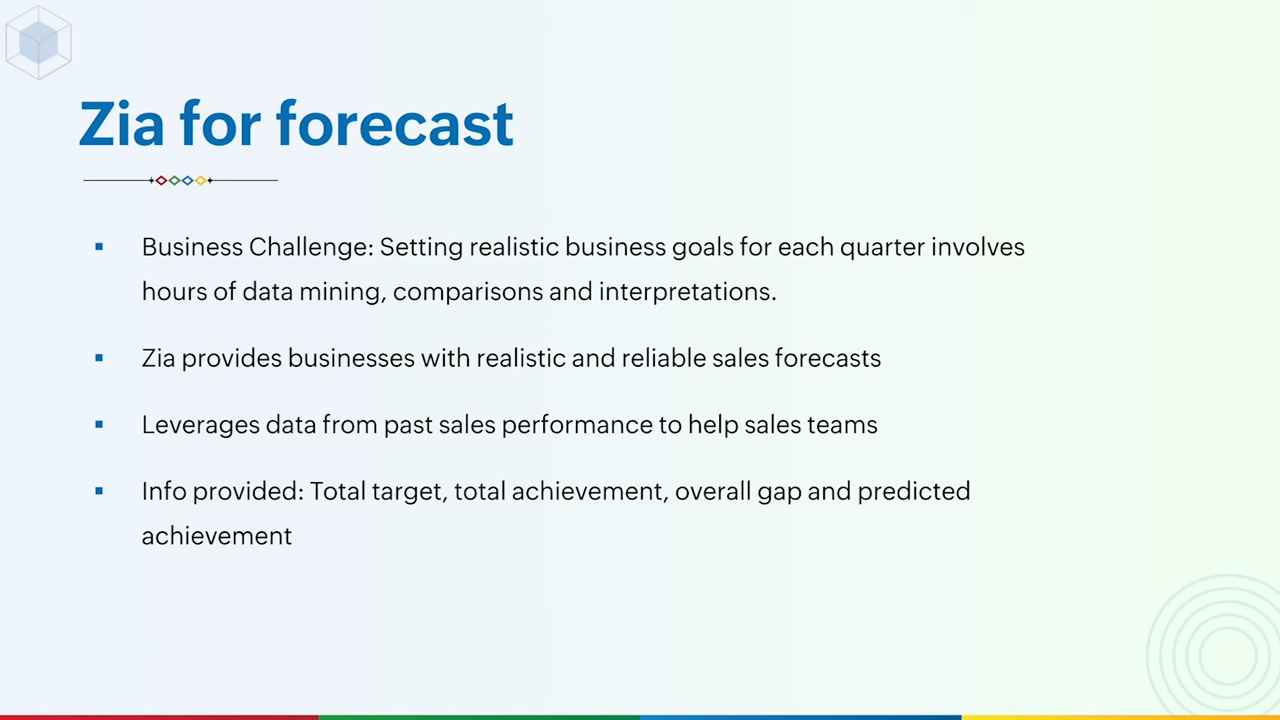 Zia for forecast
Business Challenge: Setting realistic business goals for each quarter involves
hours of data mining, comparisons and interpretations.
Zia provides businesses with realistic and reliable sales forecasts
Leverages data from past sales performance to help sales teams
Info provided: Total target, total achievement, overall gap and predicted
achievement